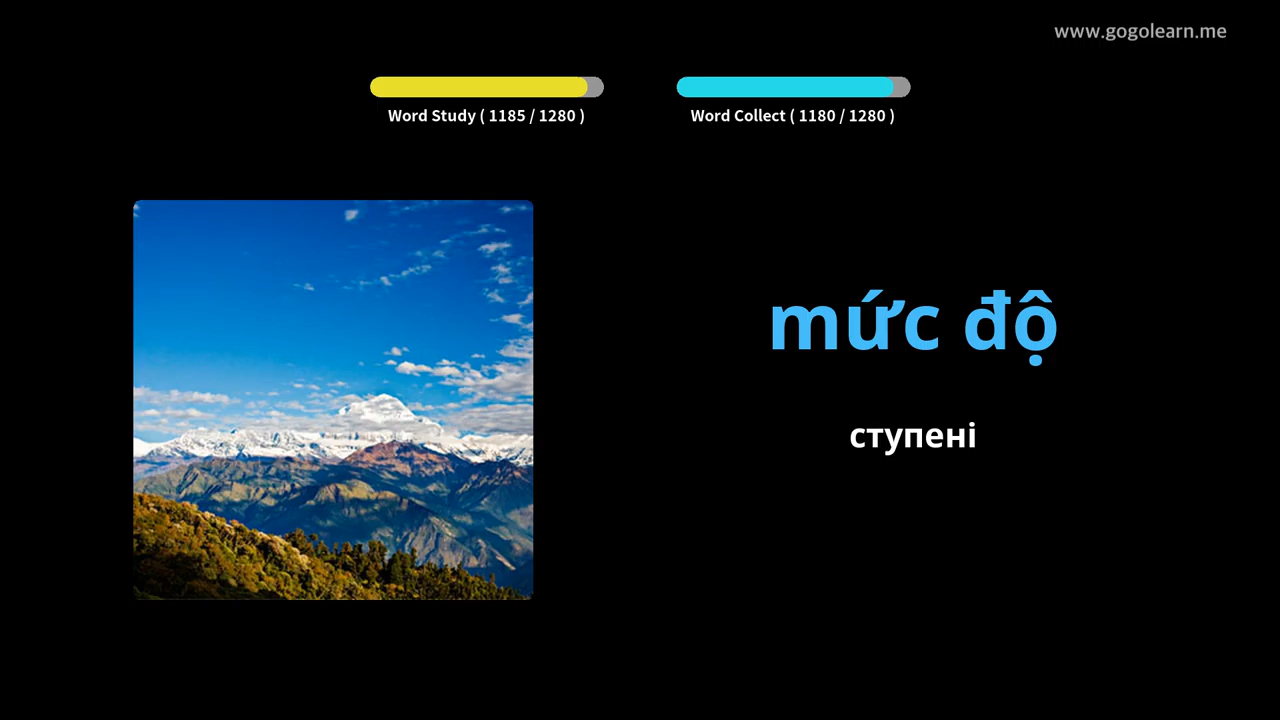 www.gogolearn.me
Word Study ( 1185 / 1280 )
Word Collect ( 1180 / 1280 )
mức độ
ступені